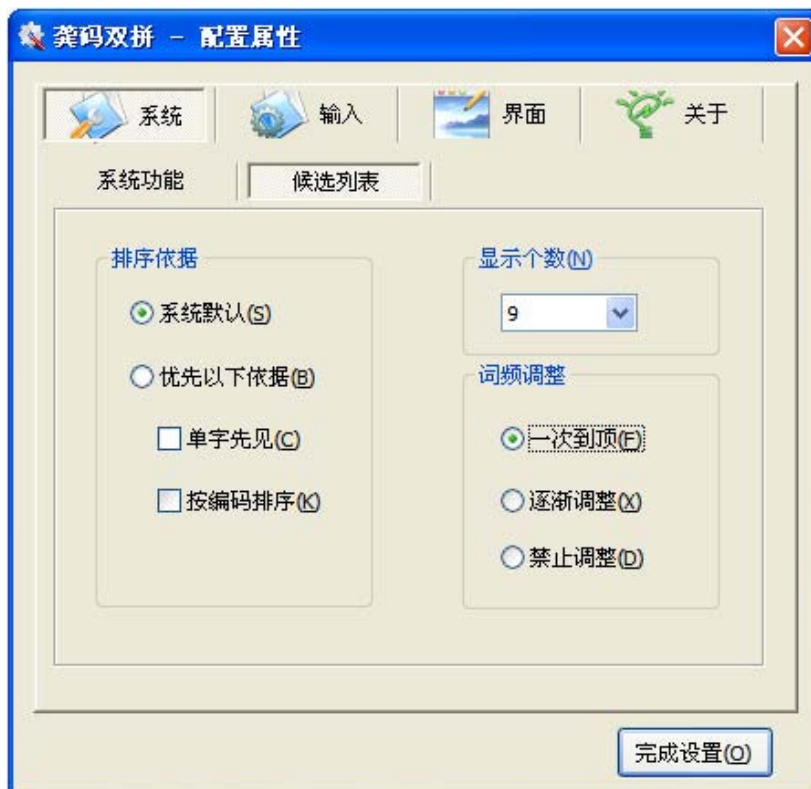 龚码双拼 - 配置属性
系统 输入 界面 关于
系统功能 候选列表
排序依据
系统默认(S)
优先以下依据(B)
单字先见(C)
按编码排序(K)
显示个数(N)
9
词频调整
一次到顶(F)
逐渐调整(X)
禁止调整(D)
完成设置(O)